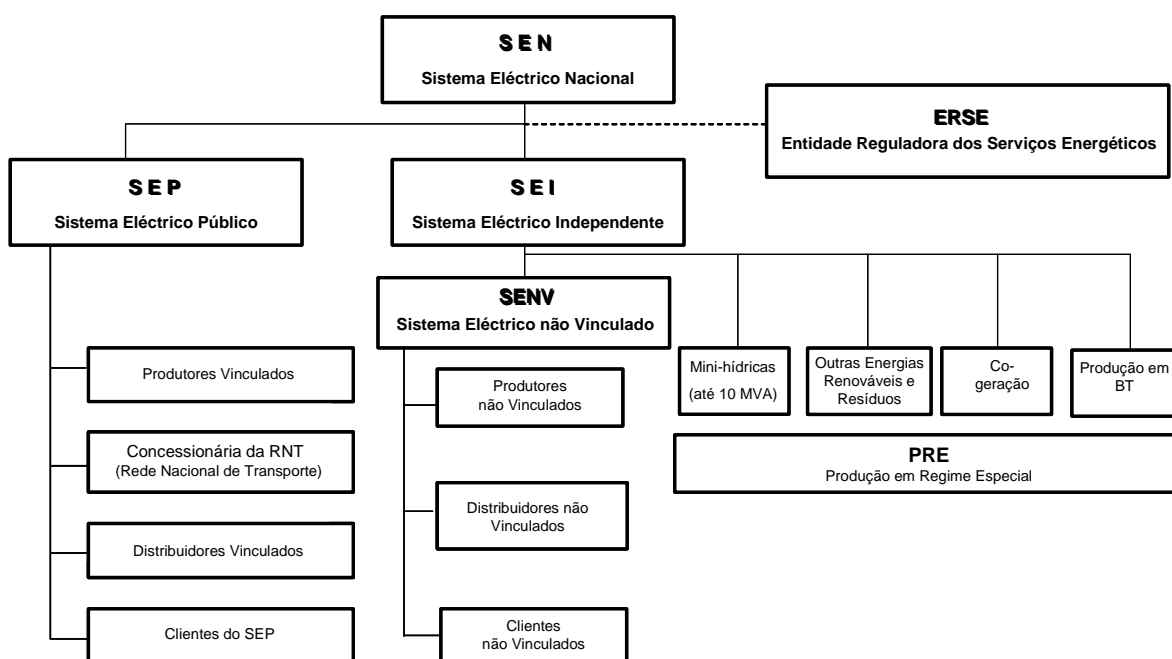 SEN
Sistema Eléctrico Nacional
ERSE
Entidade Reguladora dos Serviços Energéticos
SEP
Sistema Eléctrico Público
SEI
Sistema Eléctrico Independente
SENV
Sistema Eléctrico não Vinculado
Produtores Vinculados
Concessionária da RNT
(Rede Nacional de Transporte)
Distribuidores Vinculados
Clientes do SEP
Produtores
não Vinculados
Distribuidores não
Vinculados
Clientes
não Vinculados
Mini-hídricas
(até 10 MVA)
Outras Energias
Renováveis e
Resíduos
Co-
geração
Produção em
BT
PRE
Produção em Regime Especial